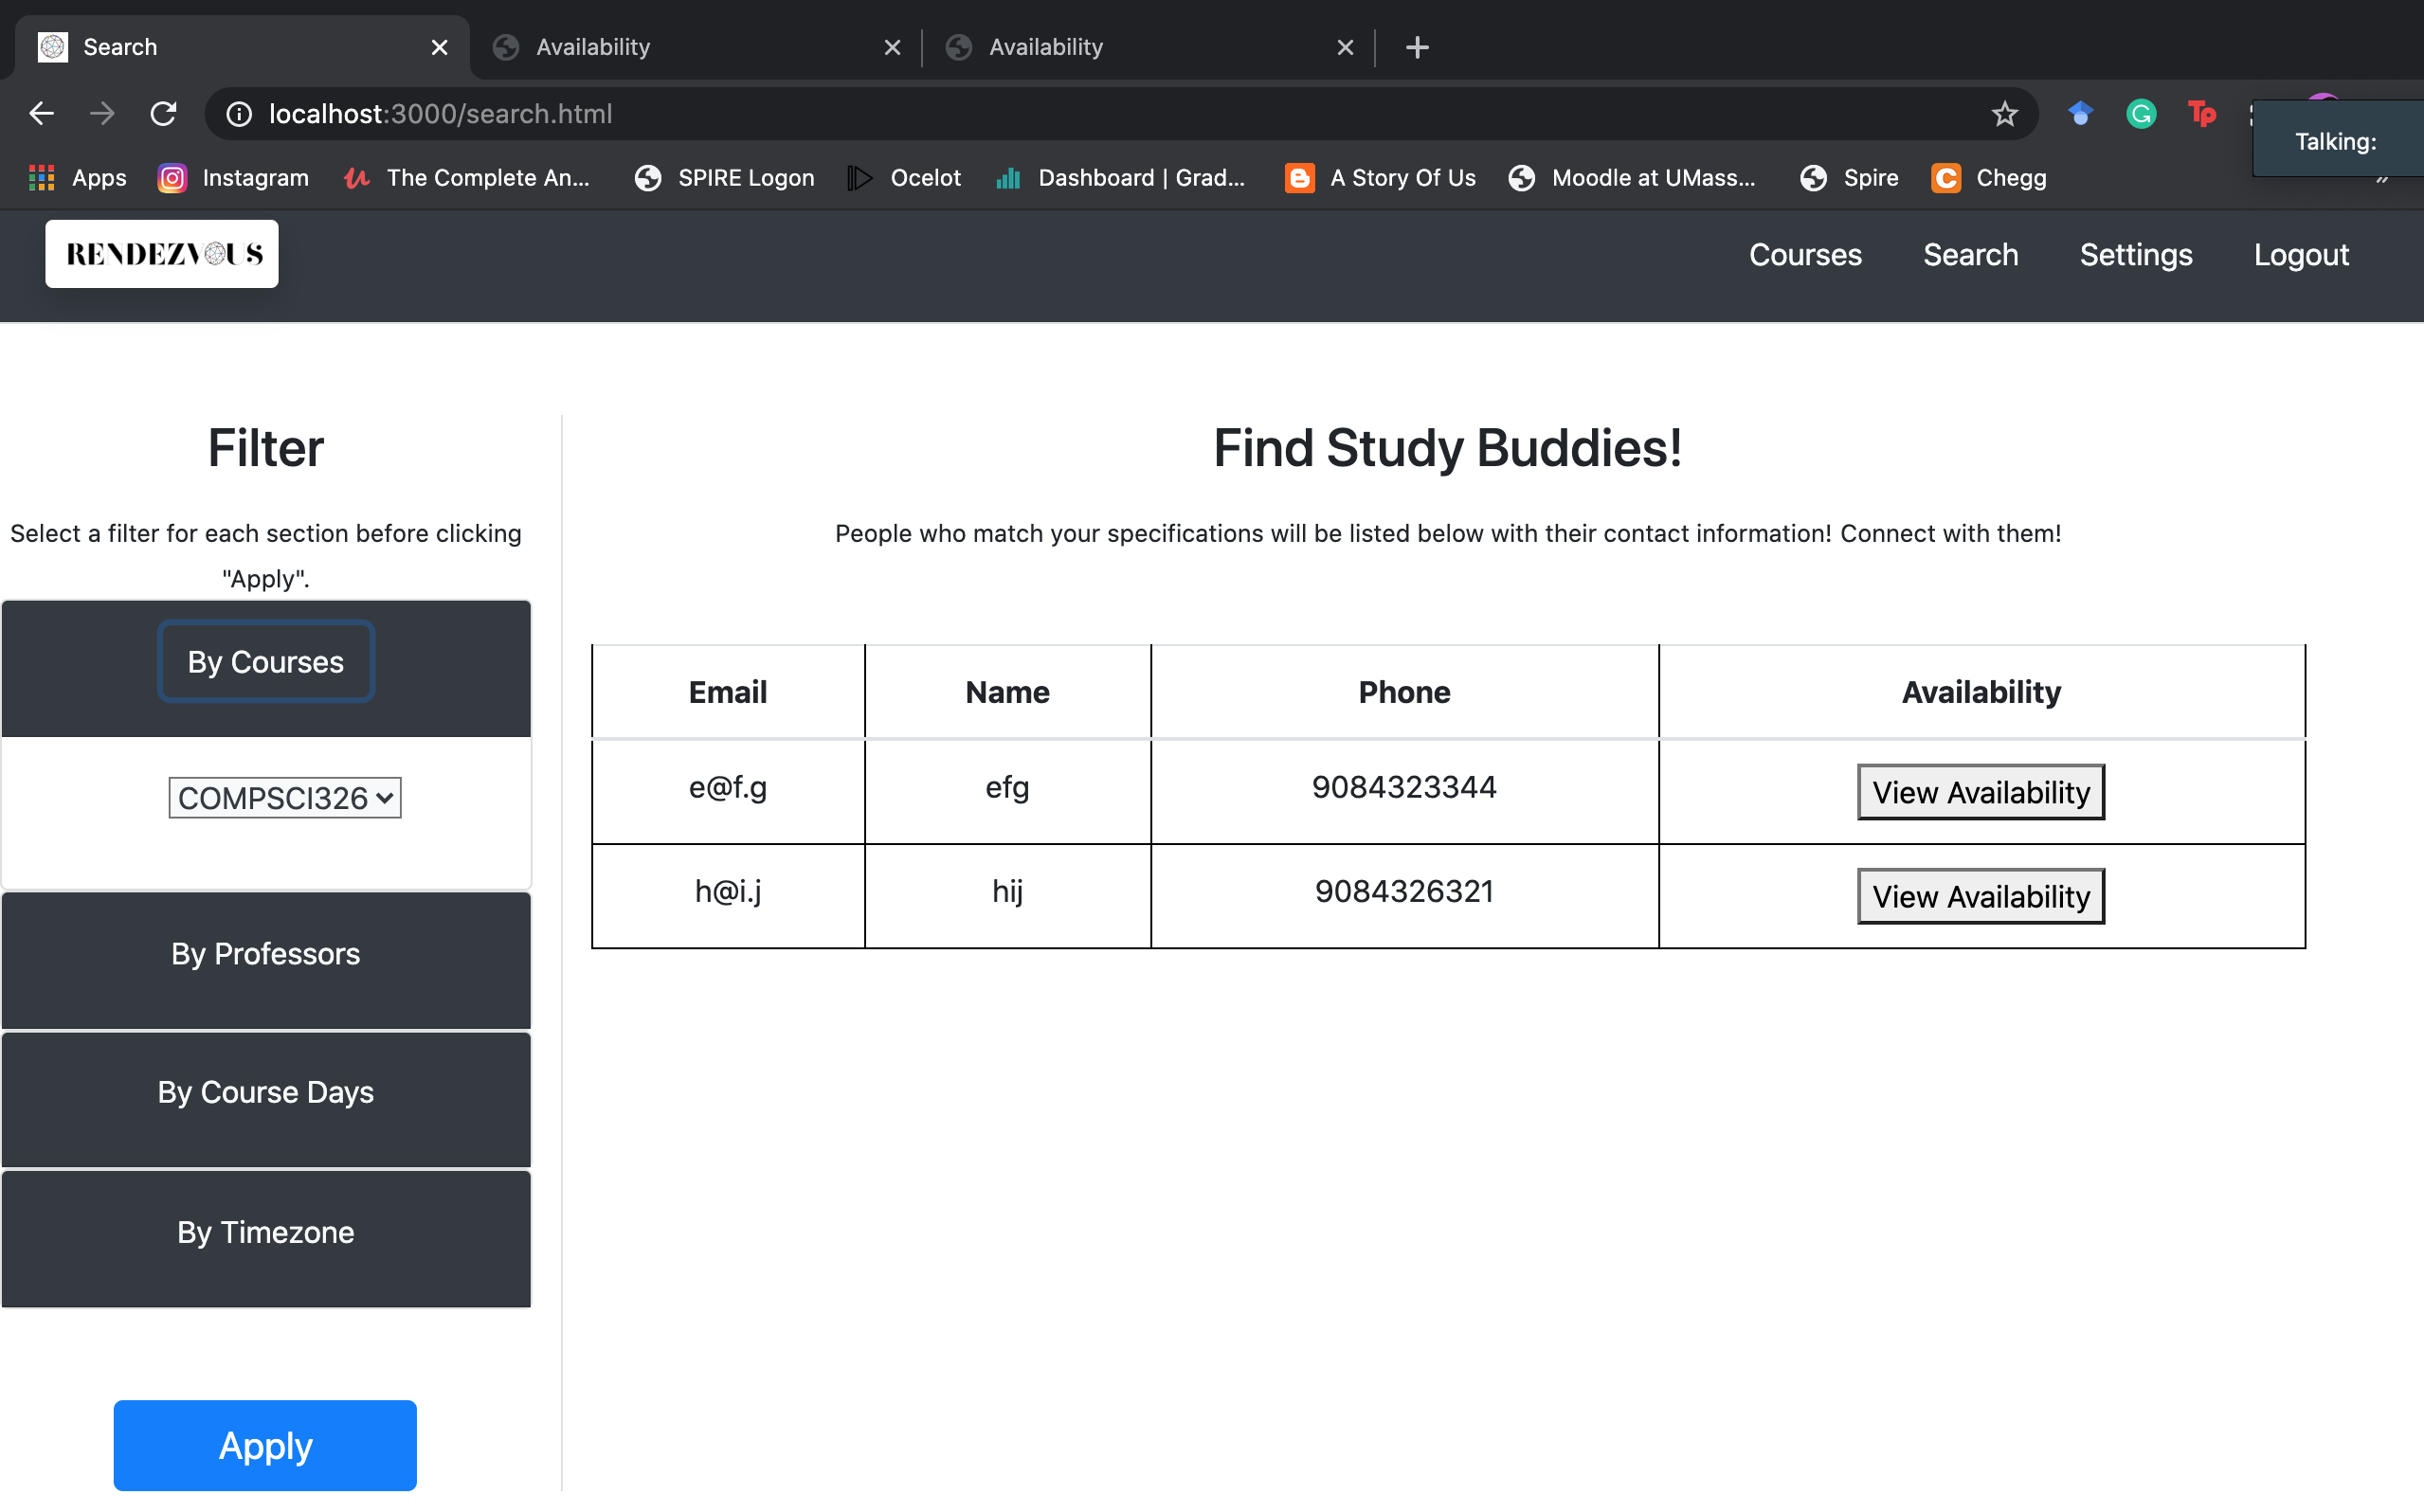 Search
Availability
Availability
localhost:3000/search.html
Talking:
Apps
Instagram
The Complete An...
SPIRE Logon
Ocelot
Dashboard | Grad...
A Story Of Us
Moodle at UMass...
Spire
Chegg
»
RENDEZVOUS
Courses
Search
Settings
Logout
Filter
Select a filter for each section before clicking
"Apply".
By Courses
COMPSCI326
By Professors
By Course Days
By Timezone
Apply
Find Study Buddies!
People who match your specifications will be listed below with their contact information! Connect with them!
Email Name Phone Availability
e@f.g efg 9084323344 View Availability
h@i.j hij 9084326321 View Availability